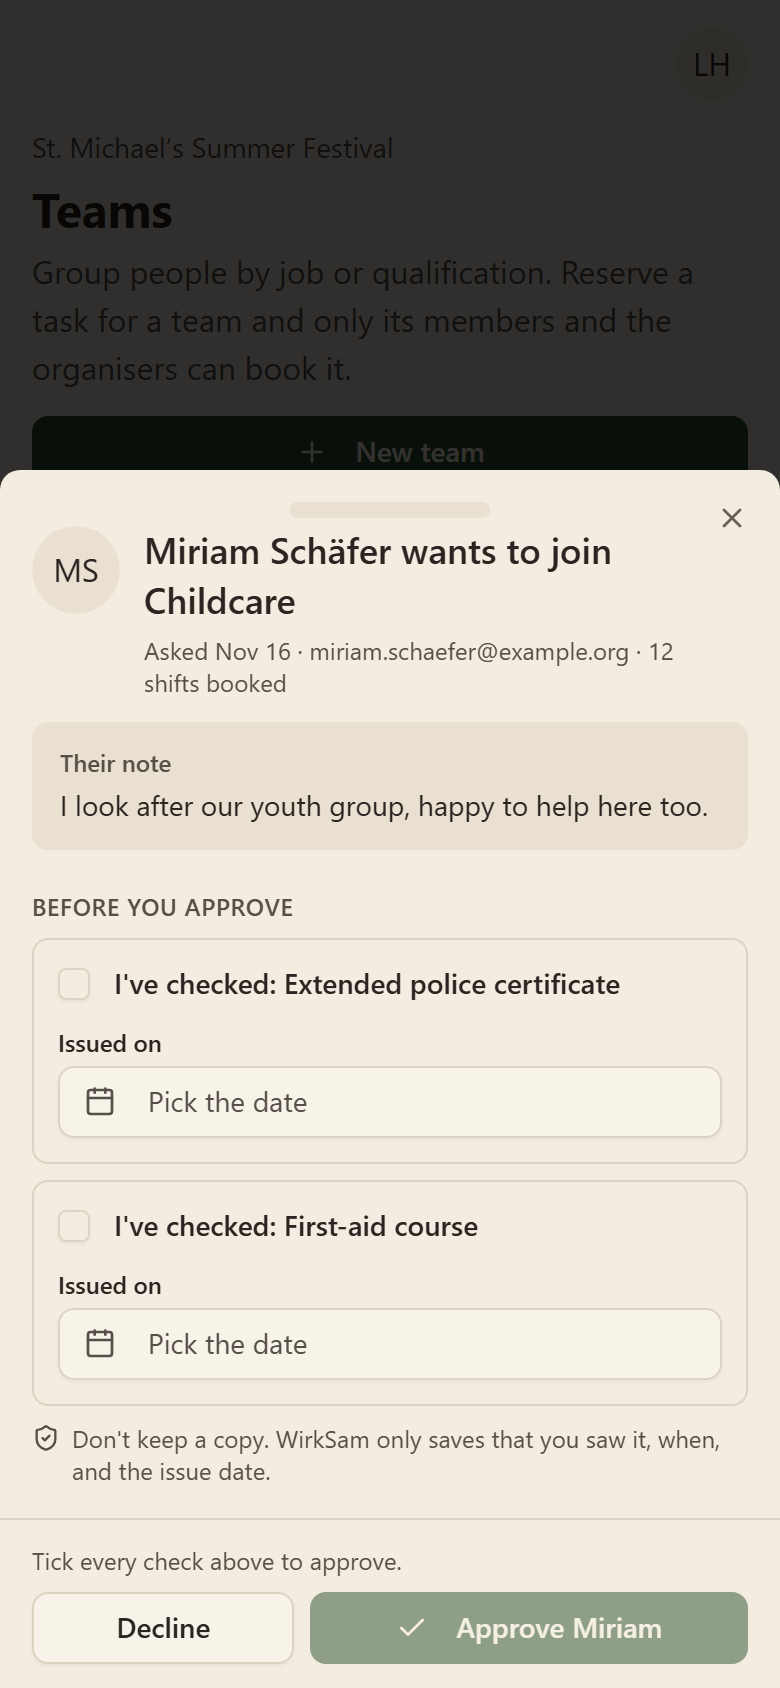 LH
St. Michael’s Summer Festival
Teams
Group people by job or qualification. Reserve a
task for a team and only its members and the
organisers can book it.
New team
MS
Miriam Schäfer wants to join
Childcare
Asked Nov 16 · miriam.schaefer@example.org · 12
shifts booked
Their note
I look after our youth group, happy to help here too.
BEFORE YOU APPROVE
I've checked: Extended police certificate
Issued on
Pick the date
I've checked: First-aid course
Issued on
Pick the date
Don't keep a copy. WirkSam only saves that you saw it, when,
and the issue date.
Tick every check above to approve.
Decline
Approve Miriam